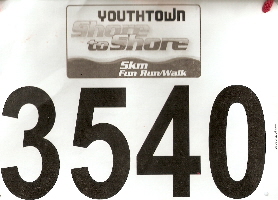 YOUTHTOWN
Shore
to Shore
5km
Fun Run/Walk
3540